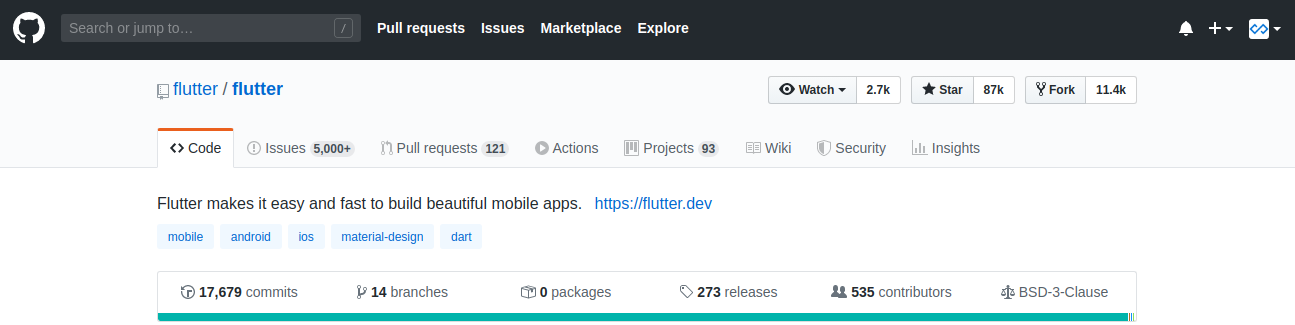 Search or jump to… / Pull requests Issues Marketplace Explore
flutter / flutter Watch 2.7k Star 87k Fork 11.4k
Code Issues 5,000+ Pull requests 121 Actions Projects 93 Wiki Security Insights
Flutter makes it easy and fast to build beautiful mobile apps. https://flutter.dev
mobile android ios material-design dart
17,679 commits 14 branches 0 packages 273 releases 535 contributors BSD-3-Clause